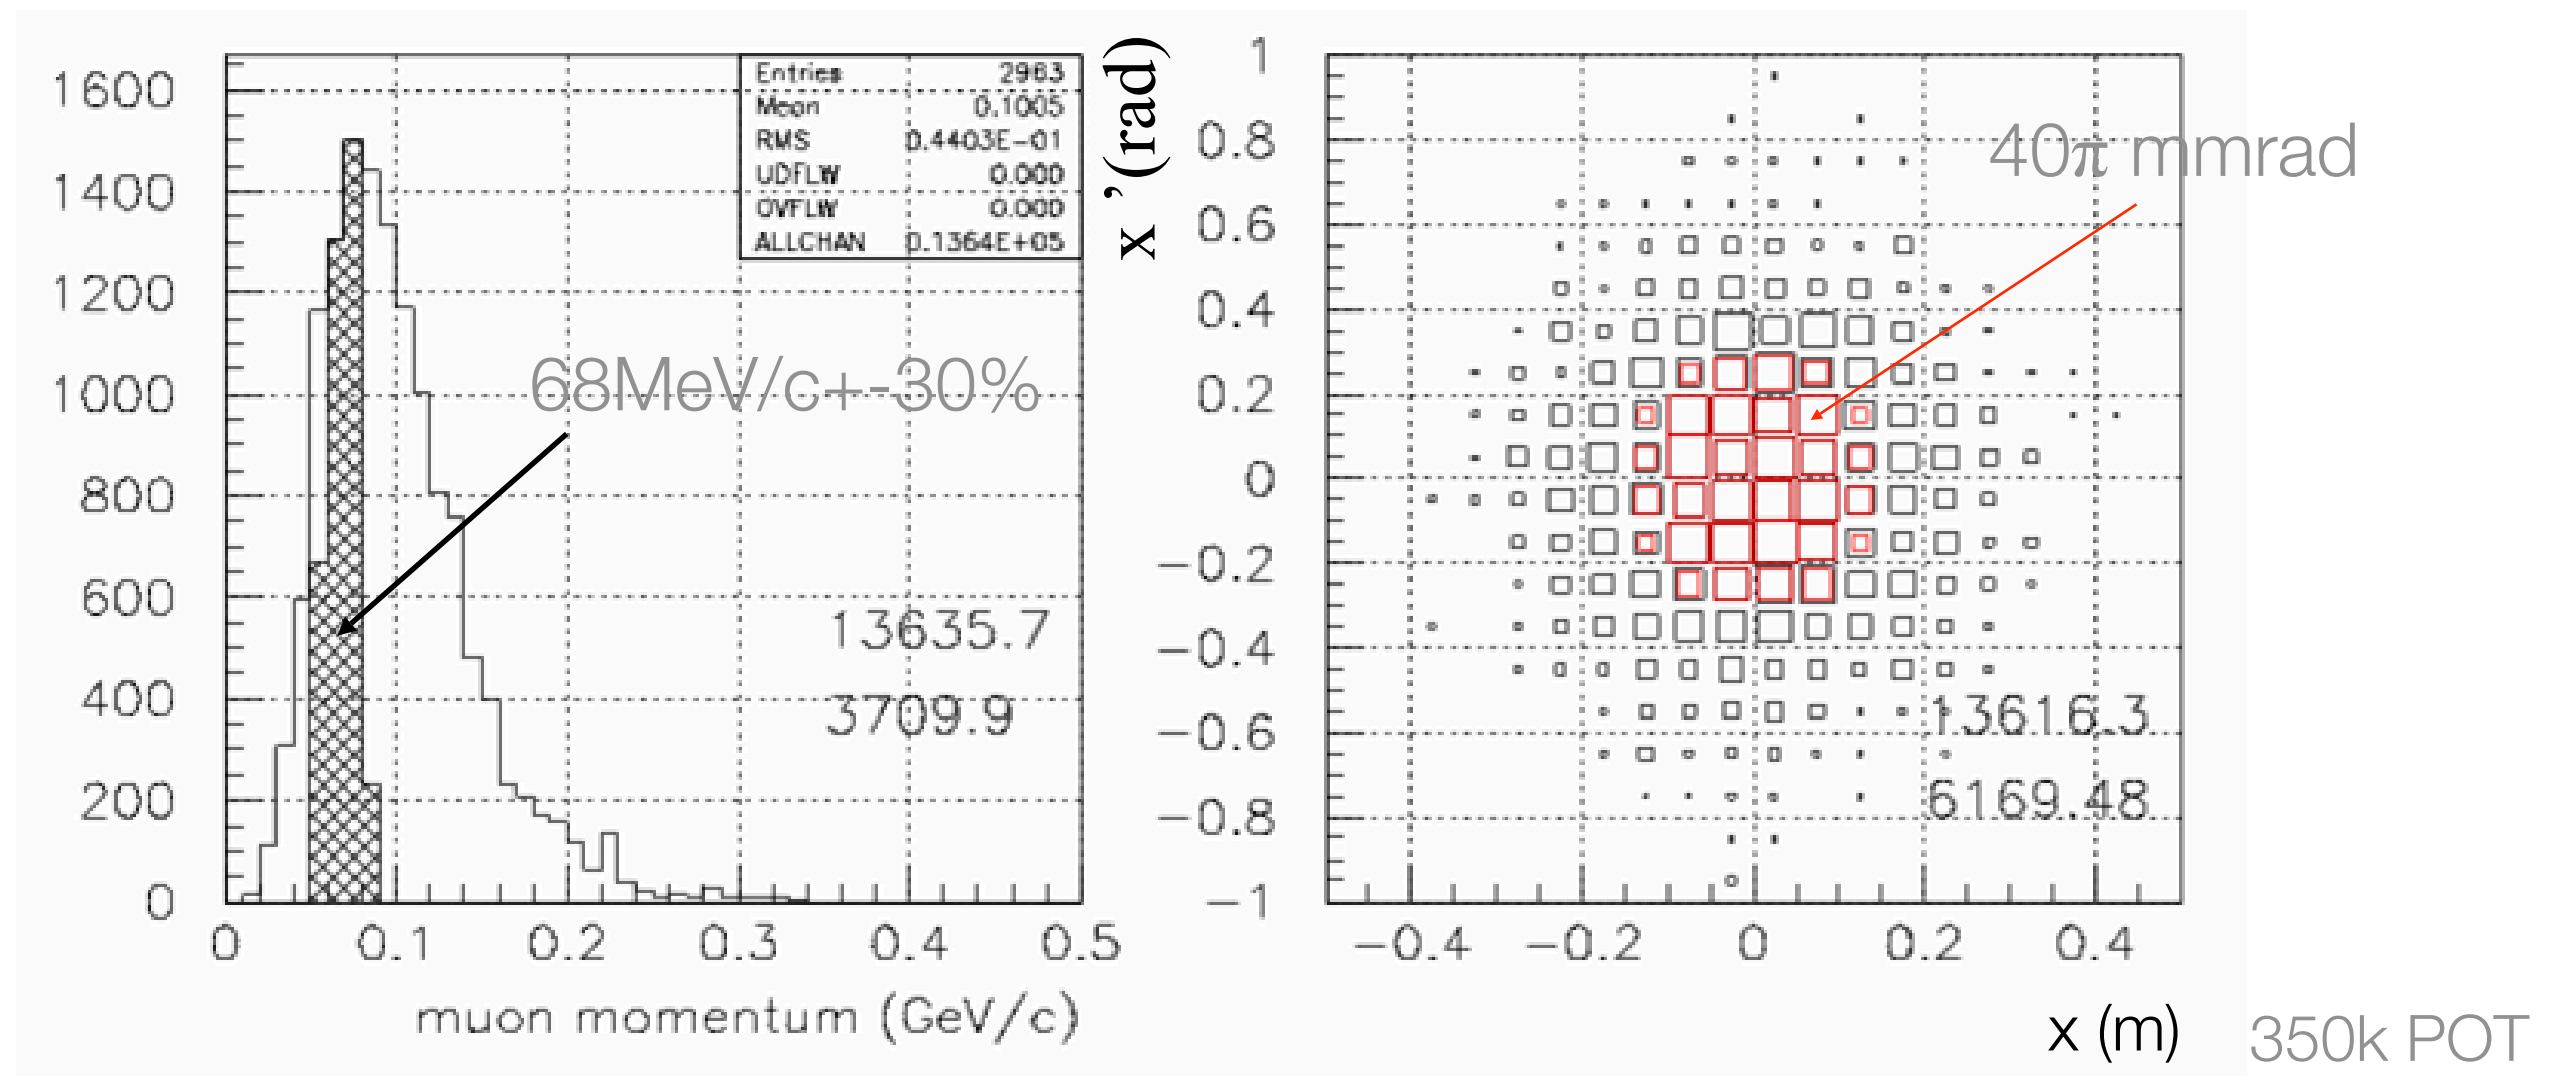 1600
1400
1200
1000
800
600
400
200
0
0 0.1 0.2 0.3 0.4 0.5
muon momentum (GeV/c)
Entries 2963
Mean 0.1005
RMS 0.4403E-01
UDFLW 0.000
OVFLW 0.000
ALLCHAN 0.1364E+05
68MeV/c+-30%
13635.7
3709.9
x'(rad)
1
0.8
0.6
0.4
0.2
0
-0.2
-0.4
-0.6
-0.8
-1
-0.4 -0.2 0 0.2 0.4
x (m)
40π mmrad
13616.3
6169.48
350k POT